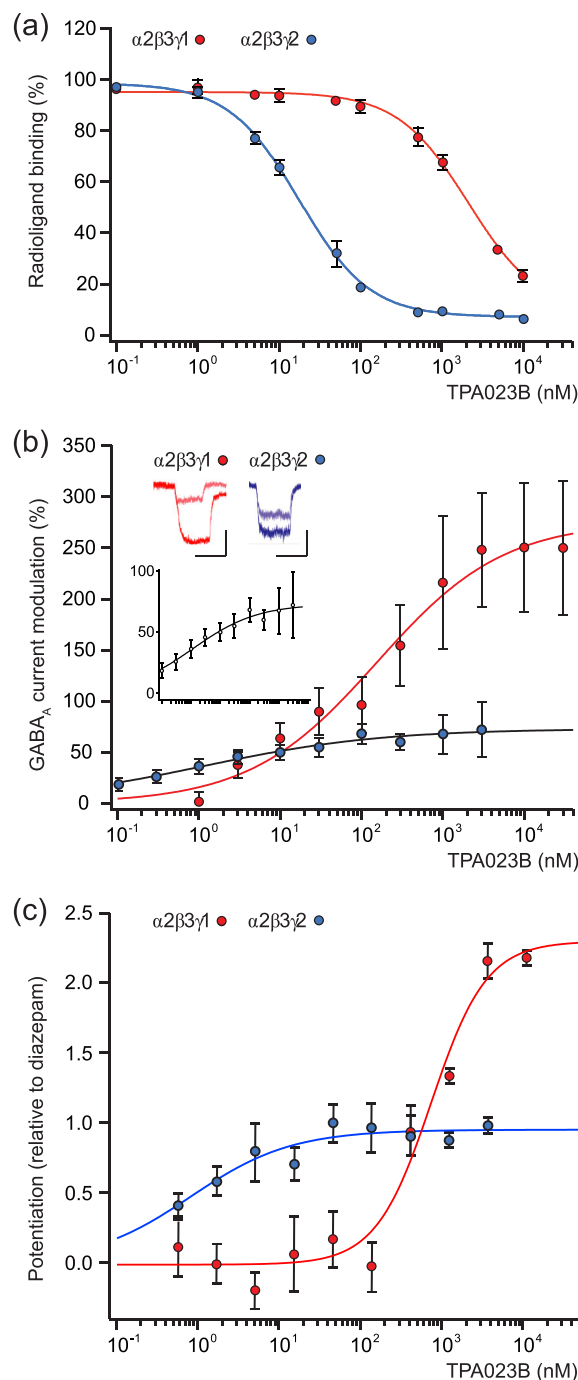 (a)
α2β3γ1 α2β3γ2
120
100
80
60
40
20
0
Radioligand binding (%)
10⁻¹ 10⁰ 10¹ 10² 10³ 10⁴
TPA023B (nM)
(b)
α2β3γ1 α2β3γ2
350
300
250
200
150
100
50
0
GABA_A current modulation (%)
100
50
0
10⁻¹ 10⁰ 10¹ 10² 10³ 10⁴
TPA023B (nM)
(c)
α2β3γ1 α2β3γ2
2.5
2.0
1.5
1.0
0.5
0.0
Potentiation (relative to diazepam)
10⁻¹ 10⁰ 10¹ 10² 10³ 10⁴
TPA023B (nM)